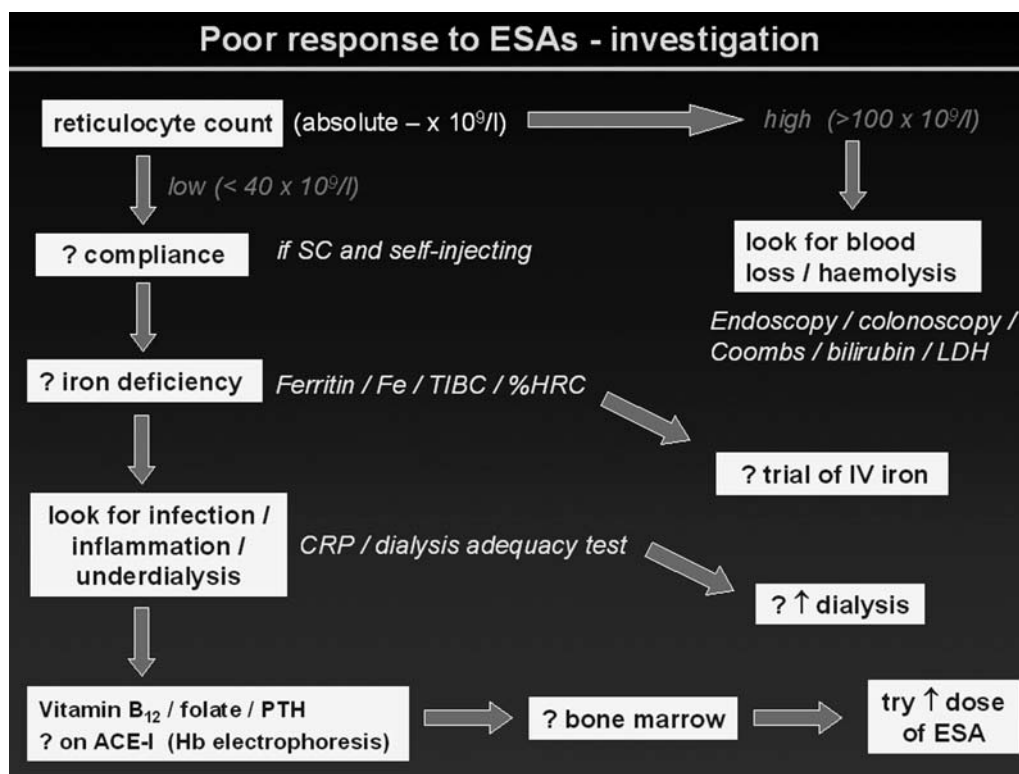 Poor response to ESAs - investigation
reticulocyte count (absolute – x 10⁹/l) high (>100 x 10⁹/l)
low (< 40 x 10⁹/l)
? compliance if SC and self-injecting
look for blood
loss / haemolysis
Endoscopy / colonoscopy /
Coombs / bilirubin / LDH
? iron deficiency Ferritin / Fe / TIBC / %HRC
? trial of IV iron
look for infection /
inflammation /
underdialysis
CRP / dialysis adequacy test
? ↑ dialysis
Vitamin B₁₂ / folate / PTH
? on ACE-I (Hb electrophoresis)
? bone marrow
try ↑ dose
of ESA